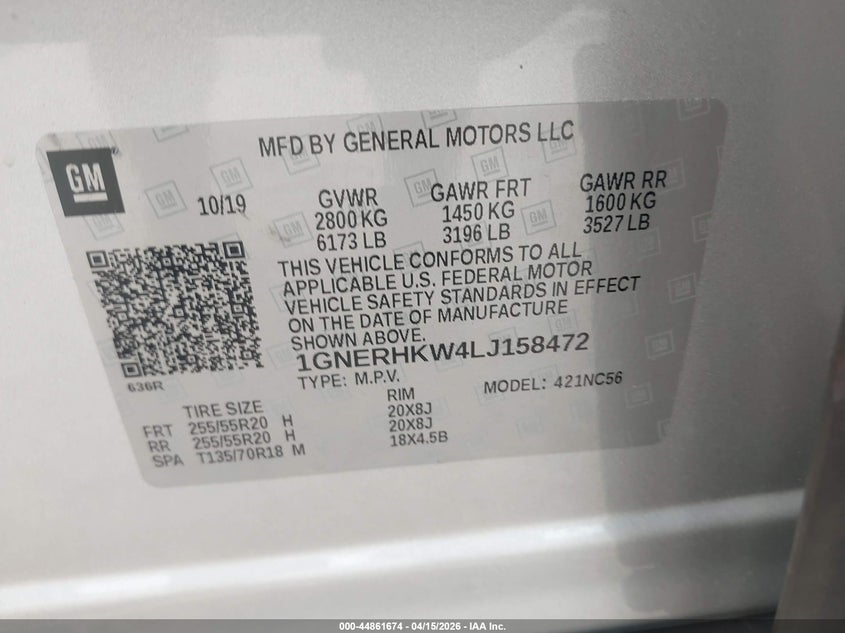 MFD BY GENERAL MOTORS LLC
GM
10/19
GVWR
2800 KG
6173 LB
GAWR FRT
1450 KG
3196 LB
GAWR RR
1600 KG
3527 LB
THIS VEHICLE CONFORMS TO ALL
APPLICABLE U.S. FEDERAL MOTOR
VEHICLE SAFETY STANDARDS IN EFFECT
ON THE DATE OF MANUFACTURE
SHOWN ABOVE.
1GNERHKW4LJ158472
TYPE: M.P.V. MODEL: 421NC56
636R
TIRE SIZE RIM
FRT 255/55R20 H 20X8J
RR 255/55R20 H 20X8J
SPA T135/70R18 M 18X4.5B
000-44861674 - 04/15/2026 - IAA Inc.